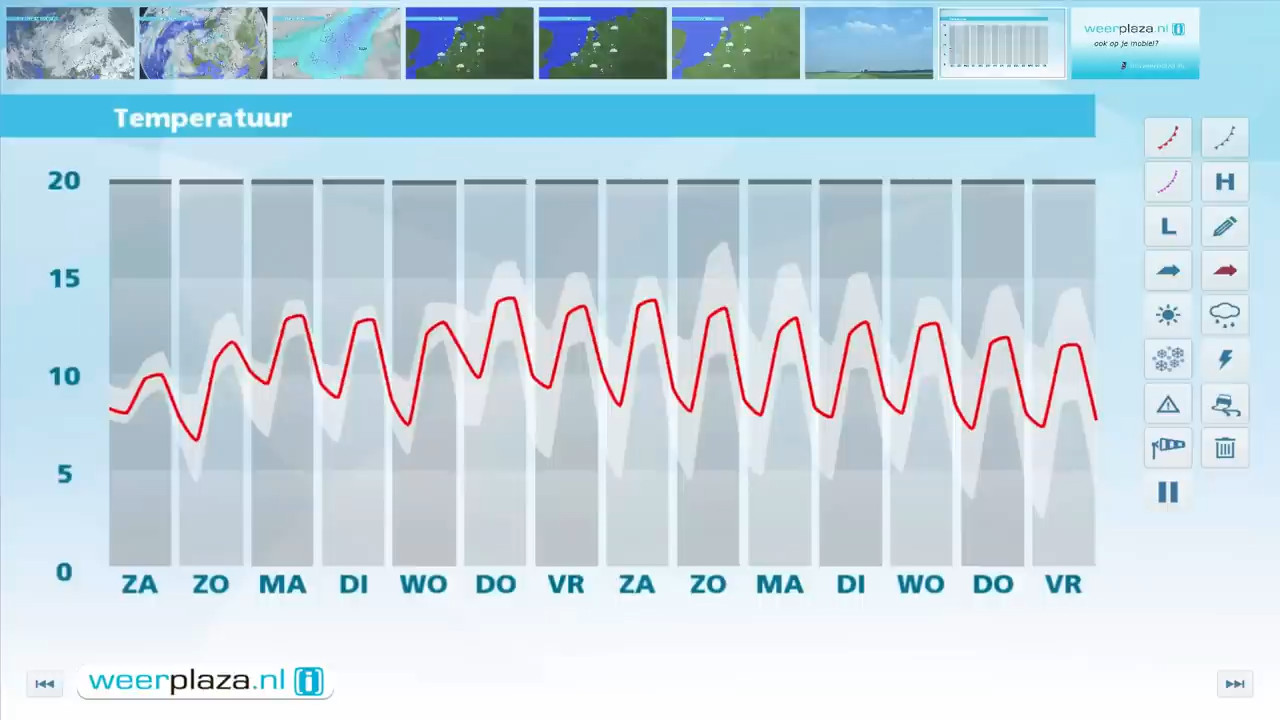 weerplaza.nl
ook op je mobiel?
Temperatuur
20
15
10
5
0
ZA ZO MA DI WO DO VR ZA ZO MA DI WO DO VR
H
L
weerplaza.nl